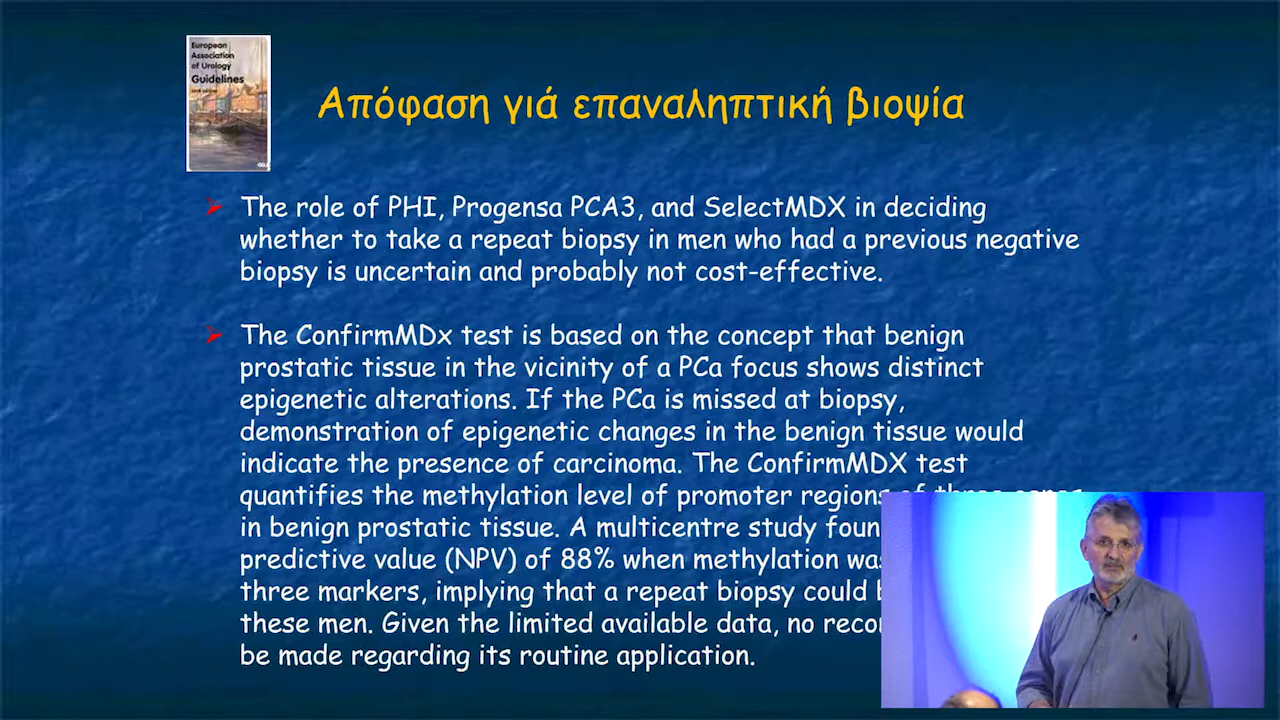 European
Association
of Urology
Guidelines
Απόφαση γιά επαναληπτική βιοψία
The role of PHI, Progensa PCA3, and SelectMDX in deciding
whether to take a repeat biopsy in men who had a previous negative
biopsy is uncertain and probably not cost-effective.
The ConfirmMDx test is based on the concept that benign
prostatic tissue in the vicinity of a PCa focus shows distinct
epigenetic alterations. If the PCa is missed at biopsy,
demonstration of epigenetic changes in the benign tissue would
indicate the presence of carcinoma. The ConfirmMDX test
quantifies the methylation level of promoter regions of three genes
in benign prostatic tissue. A multicentre study
predictive value (NPV) of 88% when methylation
three markers, implying that a repeat biopsy could
these men. Given the limited available data, no
be made regarding its routine application.